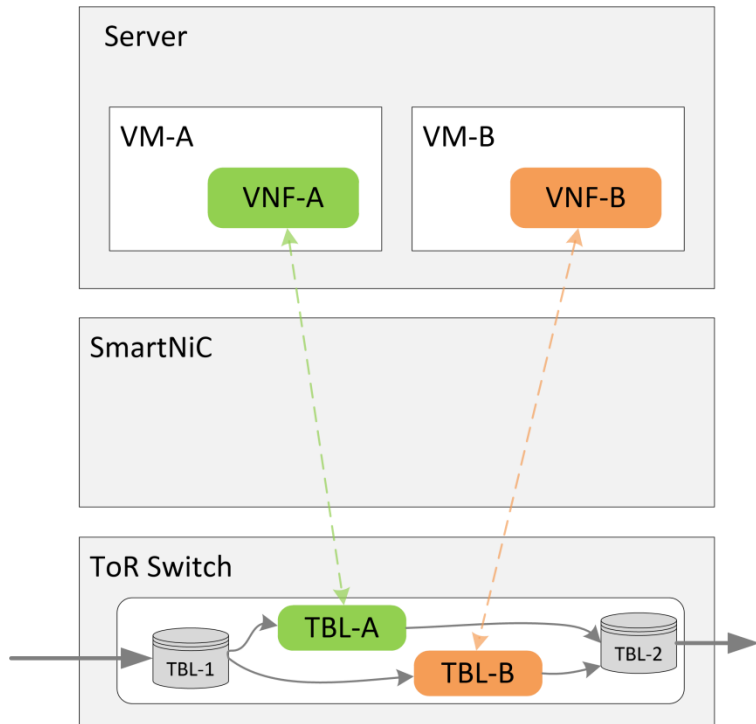 Server
VM-A
VM-B
VNF-A
VNF-B
SmartNiC
ToR Switch
TBL-A
TBL-1
TBL-2
TBL-B